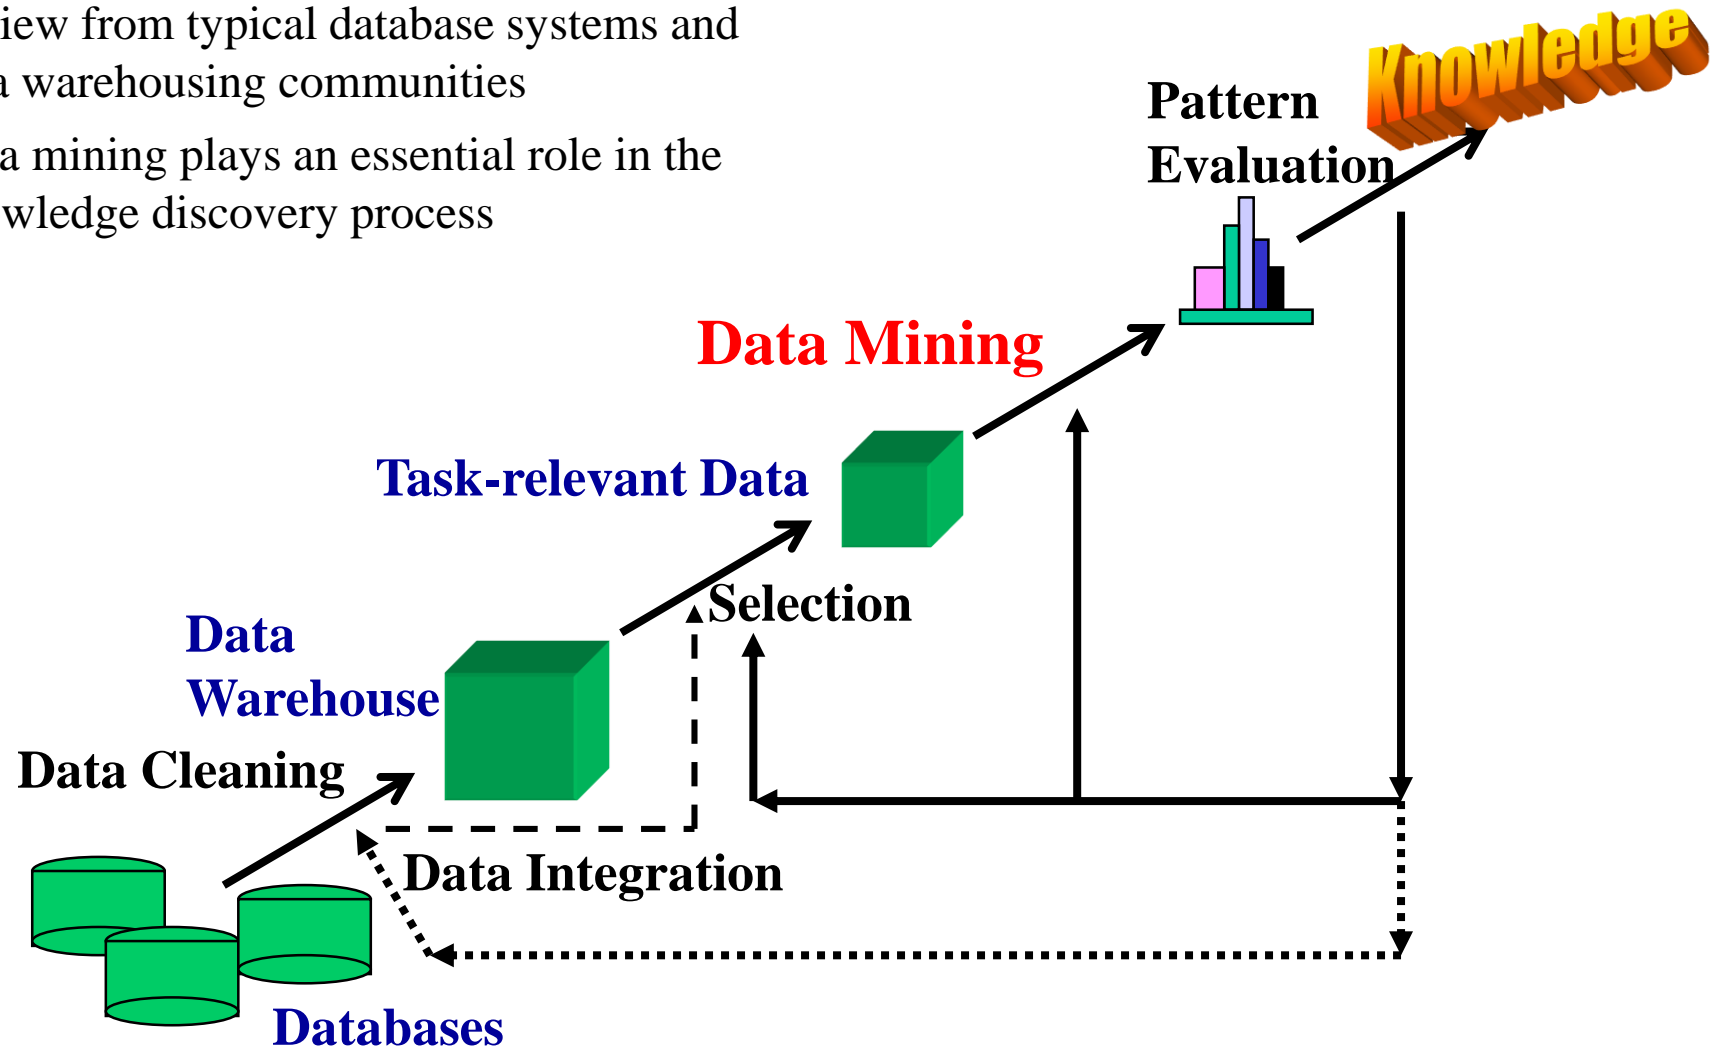 iew from typical database systems and
a warehousing communities
a mining plays an essential role in the
wledge discovery process
Knowledge
Pattern
Evaluation
Data Mining
Task-relevant Data
Selection
Data
Warehouse
Data Cleaning
Data Integration
Databases